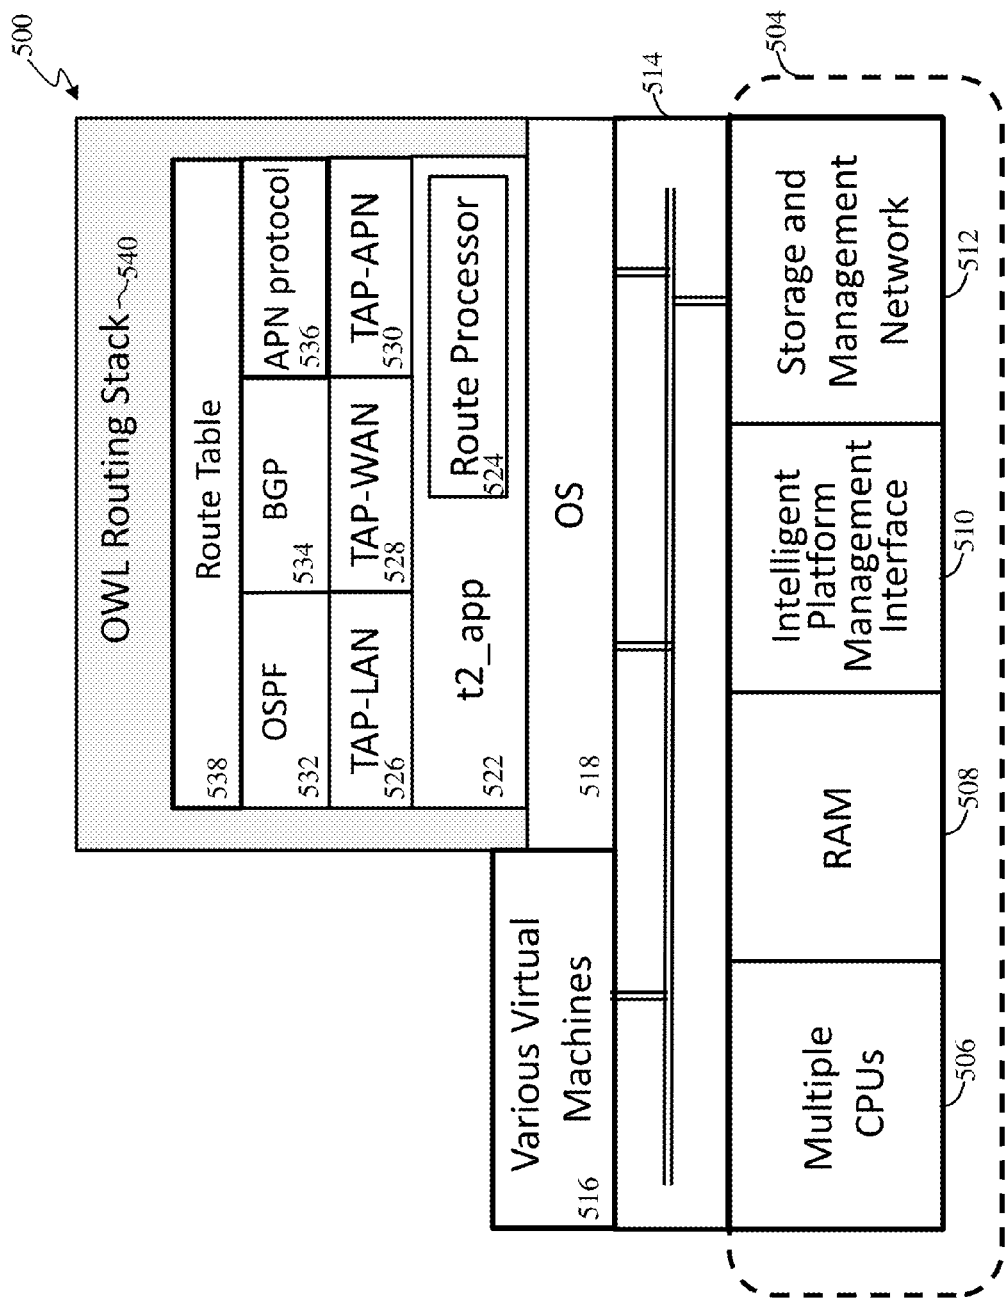 500
OWL Routing Stack 540
Route Table
538
OSPF
532
BGP
534
APN protocol
536
TAP-LAN
526
TAP-WAN
528
TAP-APN
530
t2_app
522
Route Processor
524
OS
518
Various Virtual
Machines
516
514
504
Multiple
CPUs
506
RAM
508
Intelligent
Platform
Management
Interface
510
Storage and
Management
Network
512